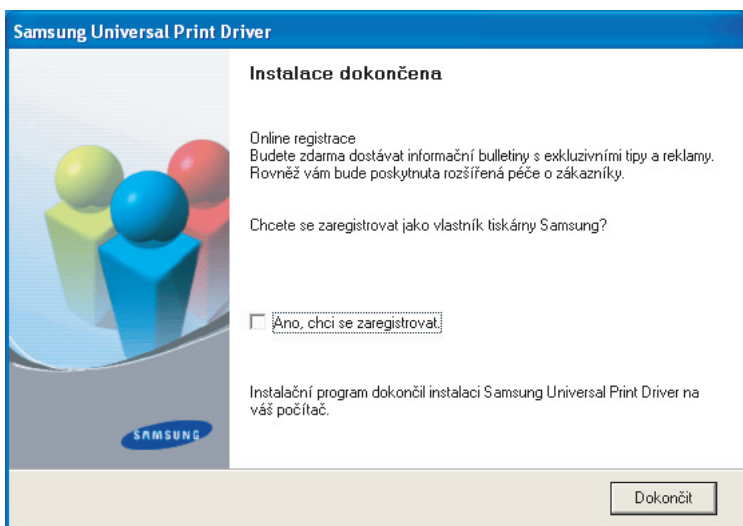 Samsung Universal Print Driver
Instalace dokončena
Online registrace
Budete zdarma dostávat informační bulletiny s exkluzivními tipy a reklamy.
Rovněž vám bude poskytnuta rozšířená péče o zákazníky.
Chcete se zaregistrovat jako vlastník tiskárny Samsung?
Ano, chci se zaregistrovat.
Instalační program dokončil instalaci Samsung Universal Print Driver na
váš počítač.
SAMSUNG
Dokončit